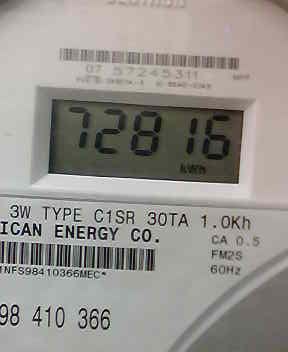 07 57245311
72816
kWh
3W TYPE C1SR 30TA 1.0Kh
ICAN ENERGY CO.
CA 0.5
FM2S
60Hz
1NFS98410366MEC*
98 410 366